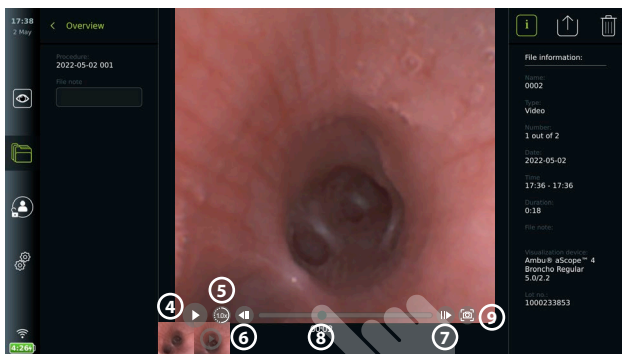 17:38
2 May
Overview
Procedure:
2022-05-02 001
File note
i
File information:
Name:
0002
Type:
Video
Number:
1 out of 2
Date:
2022-05-02
Time
17:36 - 17:36
Duration:
0:18
File note:
Visualization device:
Ambu® aScope™ 4
Broncho Regular
5.0/2.2
Lot no.
1000233853
4
5
1.0x
6
8
7
9
4:26